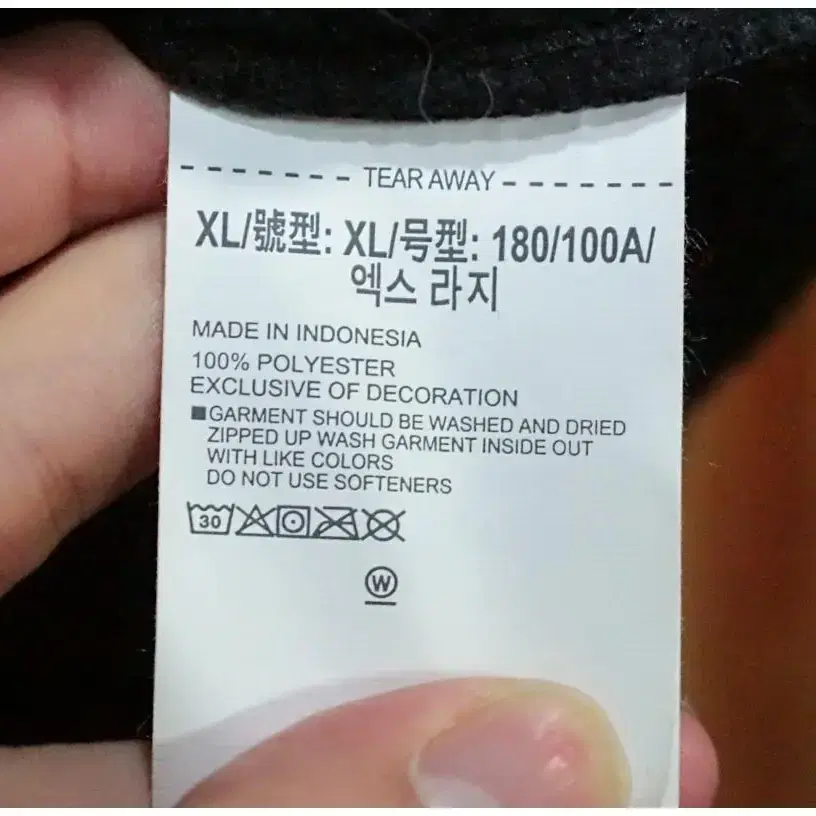 TEAR AWAY
XL/號型: XL/号型: 180/100A/
엑스 라지
MADE IN INDONESIA
100% POLYESTER
EXCLUSIVE OF DECORATION
■GARMENT SHOULD BE WASHED AND DRIED
ZIPPED UP WASH GARMENT INSIDE OUT
WITH LIKE COLORS
DO NOT USE SOFTENERS
30
W